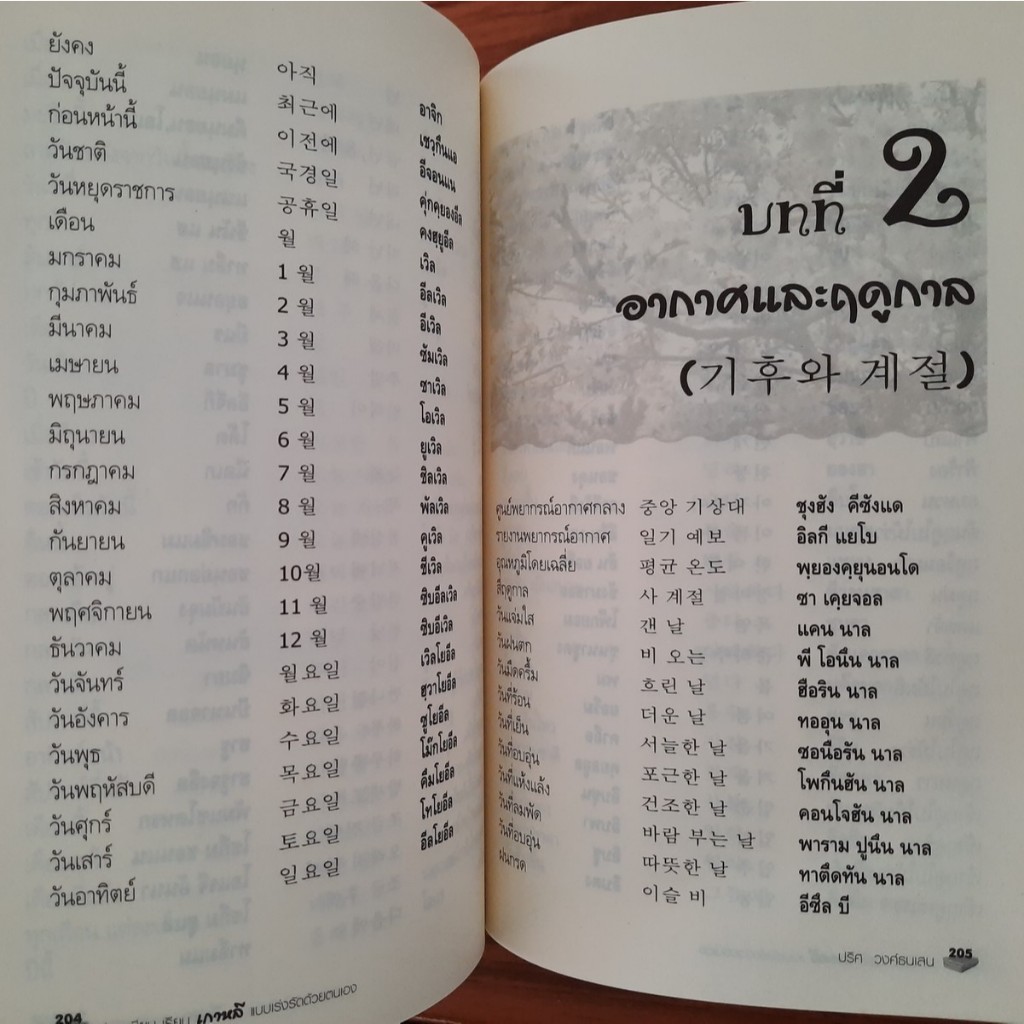 ยังคง 아직 อาจิก
ปัจจุบันนี้ 최근에 เชวกึนเอ
ก่อนหน้านี้ 이전에 อีจอนเน
วันชาติ 국경일 คุ่กคฺยองอีล
วันหยุดราชการ 공휴일 คงฮฺยูอีล
เดือน 월 เวิล
มกราคม 1 월 อีลเวิล
กุมภาพันธ์ 2 월 อีเวิล
มีนาคม 3 월 ซัมเวิล
เมษายน 4 월 ซาเวิล
พฤษภาคม 5 월 โอเวิล
มิถุนายน 6 월 ยูเวิล
กรกฎาคม 7 월 ชิลเวิล
สิงหาคม 8 월 พัลเวิล
กันยายน 9 월 คูเวิล
ตุลาคม 10월 ชีเวิล
พฤศจิกายน 11 월 ชิบอีลเวิล
ธันวาคม 12 월 ชิบอีเวิล
วันจันทร์ 월요일 เวิลโยอีล
วันอังคาร 화요일 ฮฺวาโยอีล
วันพุธ 수요일 ซูโยอีล
วันพฤหัสบดี 목요일 โม๊กโยอีล
วันศุกร์ 금요일 คึมโยอีล
วันเสาร์ 토요일 โทโยอีล
วันอาทิตย์ 일요일 อีลโยอีล
204 เรียน เกาหลี แบบเร่งรัดด้วยตนเอง
บทที่ 2
อากาศและฤดูกาล
(기후와 계절)
ศูนย์พยากรณ์อากาศกลาง 중앙 기상대 ชุงฮัง คีซังแด
รายงานพยากรณ์อากาศ 일기 예보 อิลกี แยโบ
อุณหภูมิโดยเฉลี่ย 평균 온도 พฺยองคฺยุนอนโด
สี่ฤดูกาล 사 계절 ซา เคฺยจอล
วันแจ่มใส 갠 날 แคน นาล
วันฝนตก 비 오는 พี โอนึน นาล
วันมืดครึ้ม 흐린 날 ฮือริน นาล
วันที่ร้อน 더운 날 ทออุน นาล
วันที่เย็น 서늘한 날 ซอนือรัน นาล
วันที่อบอุ่น 포근한 날 โพกึนฮัน นาล
วันที่แห้งแล้ง 건조한 날 คอนโจฮัน นาล
วันที่ลมพัด 바람 부는 날 พาราม ปูนึน นาล
วันที่อบอุ่น 따뜻한 날 ทาตึดทัน นาล
ฝนกรด 이슬 비 อีซึล บี
ปริศ วงศ์ธนเสน 205